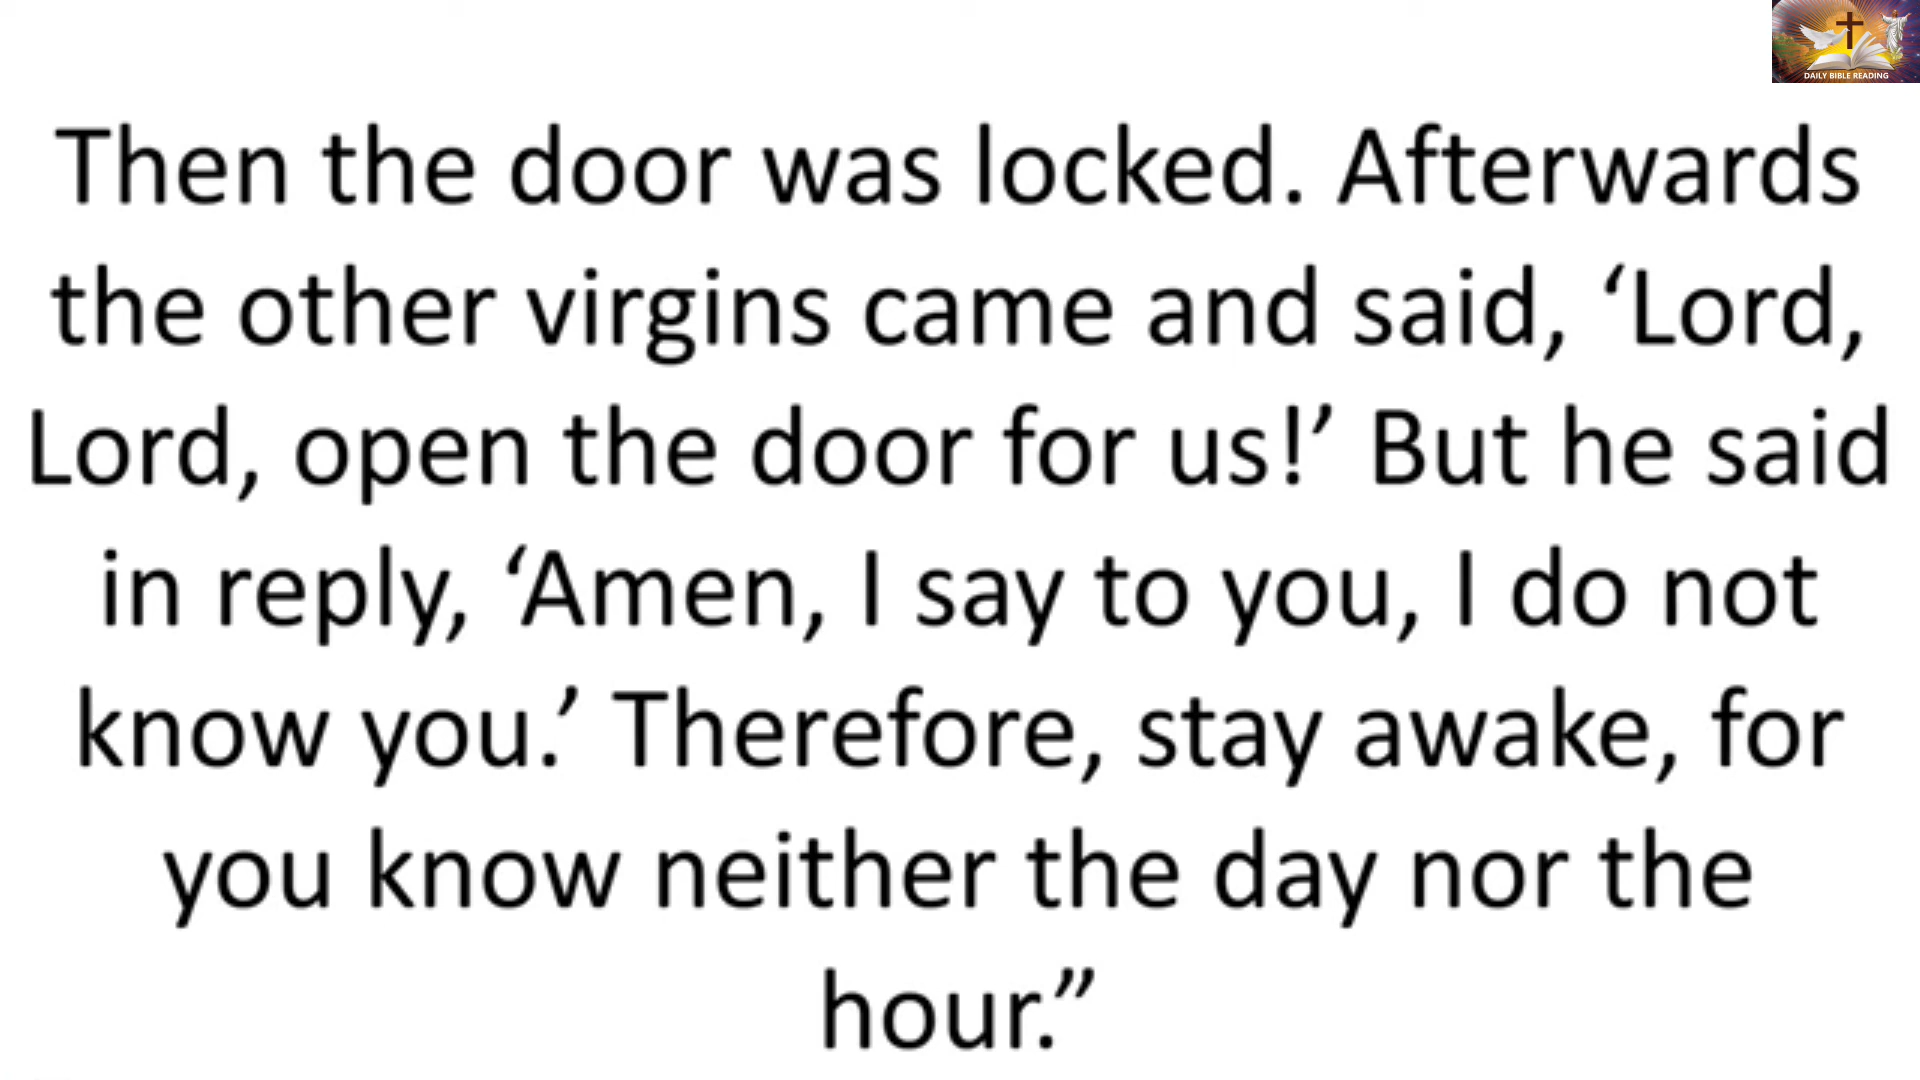 DAILY BIBLE READING
Then the door was locked. Afterwards
the other virgins came and said, ‘Lord,
Lord, open the door for us!’ But he said
in reply, ‘Amen, I say to you, I do not
know you.’ Therefore, stay awake, for
you know neither the day nor the
hour.”